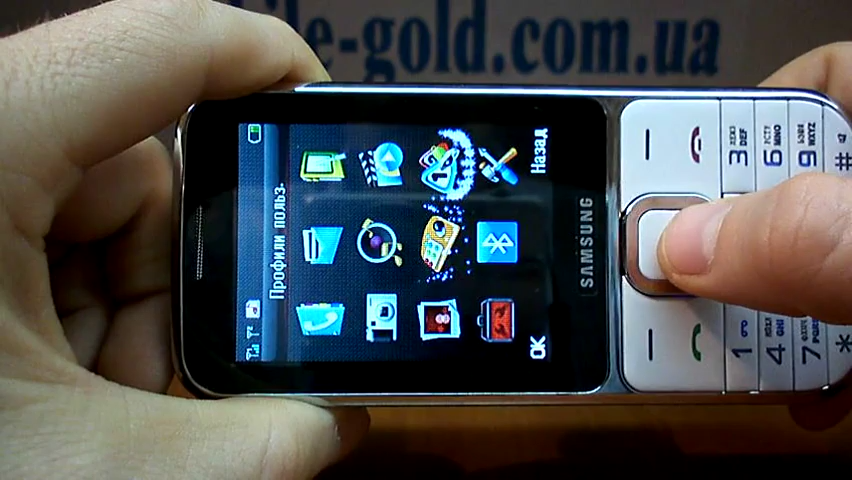 le-gold.com.ua
Профили польз-
OK
Назад
SAMSUNG
1
3 DEF
4 GHI
6 MNO
7 PQRS
9 WXYZ
*
#